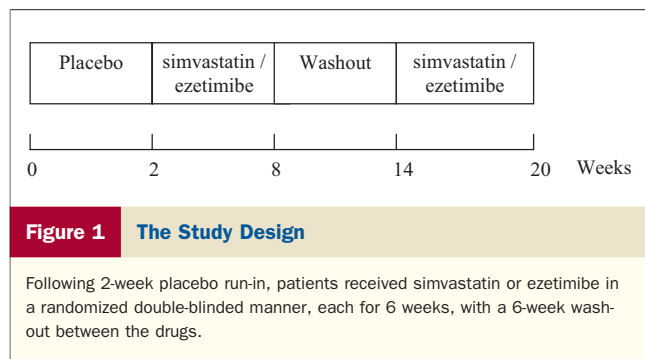 Placebo simvastatin / Washout simvastatin /
ezetimibe ezetimibe
0 2 8 14 20 Weeks
Figure 1 The Study Design
Following 2-week placebo run-in, patients received simvastatin or ezetimibe in
a randomized double-blinded manner, each for 6 weeks, with a 6-week wash-
out between the drugs.